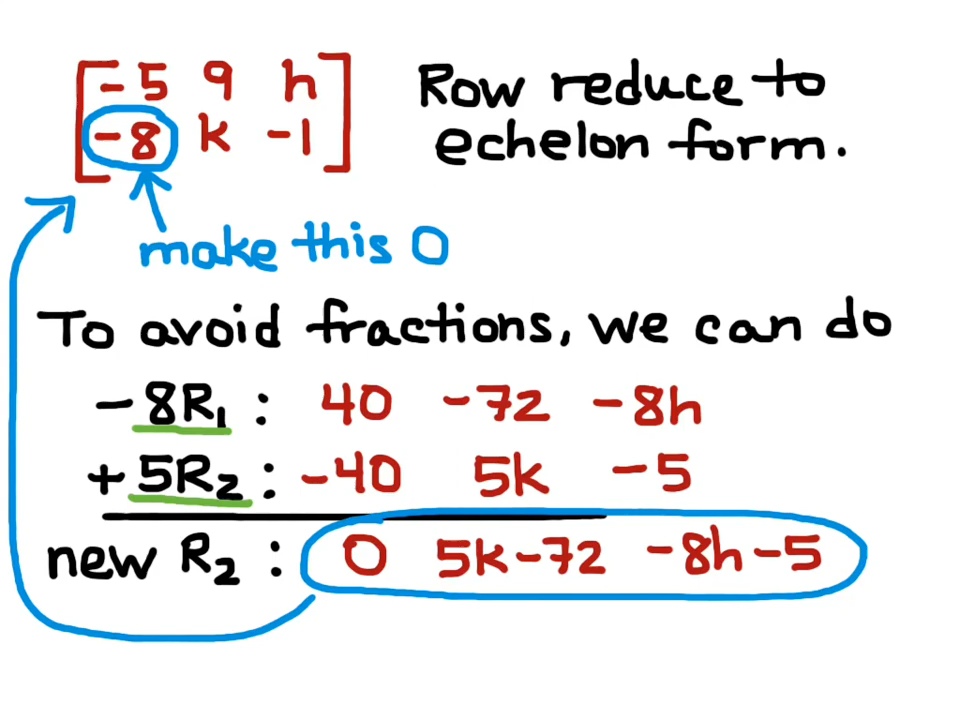 -5 9 h Row reduce to
-8 k -1 echelon form.
make this 0
To avoid fractions, we can do
-8R₁ : 40 -72 -8h
+5R₂ : -40 5k -5
new R₂ : 0 5k-72 -8h-5